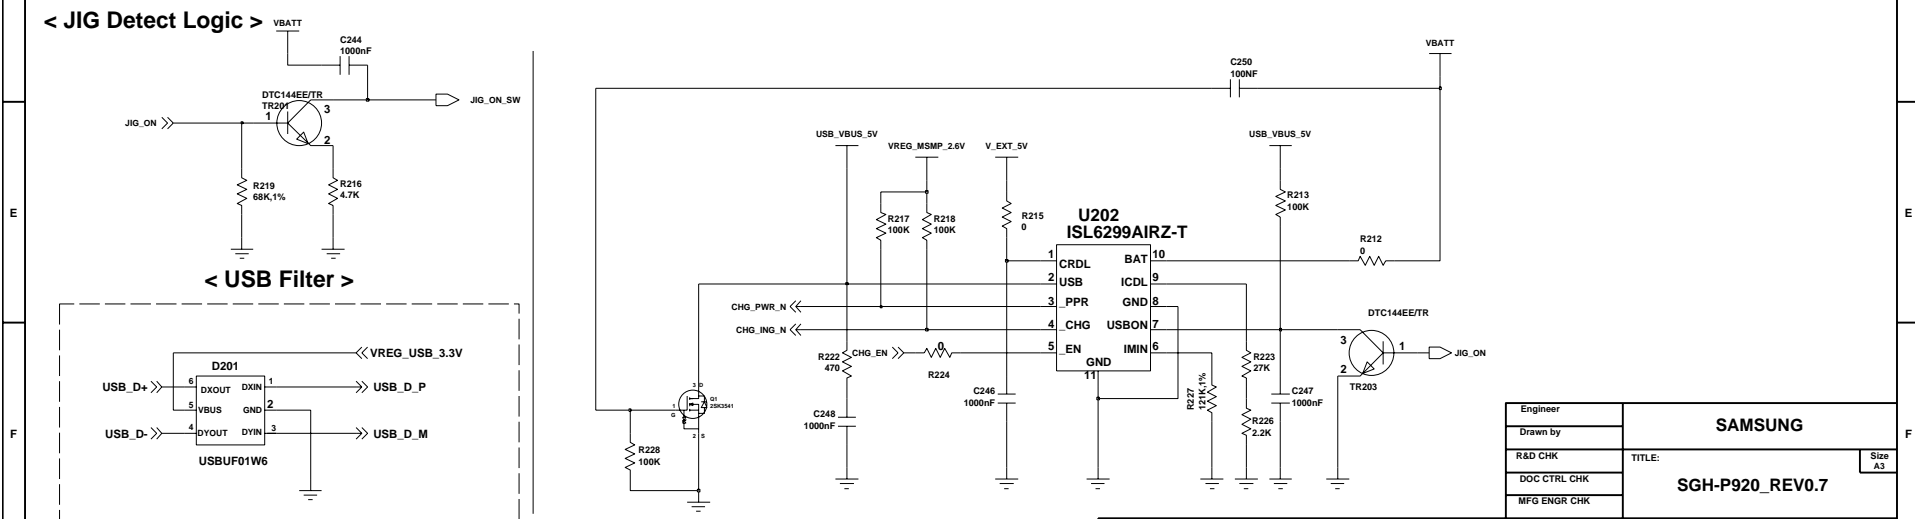 < JIG Detect Logic >
VBATT
C244
1000nF
DTC144EE/TR
TR201
1
3
2
JIG_ON
JIG_ON_SW
R219
68K,1%
R216
4.7K
< USB Filter >
VREG_USB_3.3V
D201
USB_D+
6
DXOUT
DXIN
1
USB_D_P
5
VBUS
GND
2
USB_D-
4
DYOUT
DYIN
3
USB_D_M
USBUF01W6
VBATT
C250
100NF
USB_VBUS_5V
VREG_MSMP_2.6V
V_EXT_5V
USB_VBUS_5V
R217
100K
R218
100K
R215
0
R213
100K
U202
ISL6299AIRZ-T
R212
0
1
CRDL
BAT
10
2
USB
ICDL
9
CHG_PWR_N
3
_PPR
GND
8
CHG_ING_N
4
_CHG
USBON
7
CHG_EN
0
R224
5
_EN
IMIN
6
GND
11
DTC144EE/TR
3
1
2
JIG_ON
TR203
R222
470
C248
1000nF
C246
1000nF
R227
121K,1%
R223
27K
R226
2.2K
C247
1000nF
3
D
Q1
2SK3541
1
G
2
S
R228
100K
E
F
E
F
Engineer
Drawn by
R&D CHK
DOC CTRL CHK
MFG ENGR CHK
SAMSUNG
TITLE:
Size
A3
SGH-P920_REV0.7